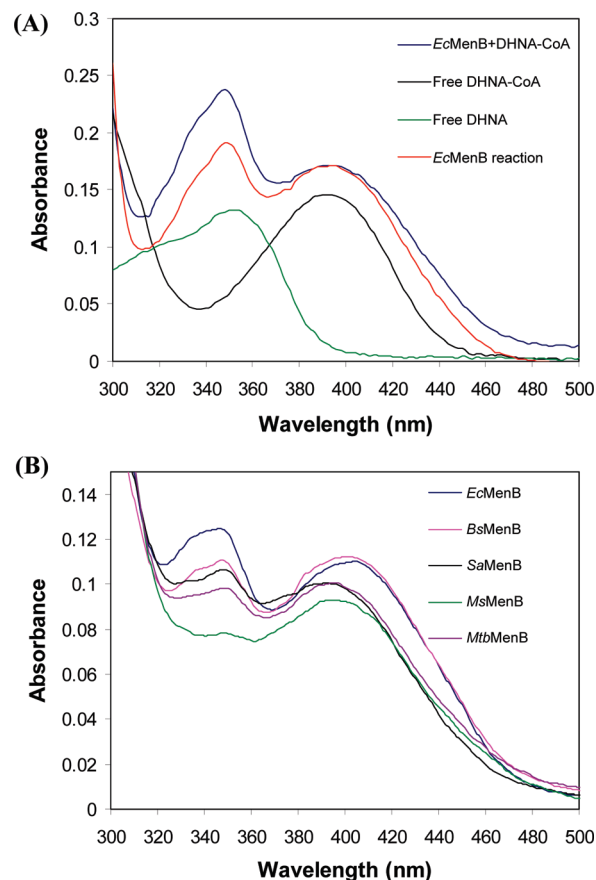 (A)
EcMenB+DHNA-CoA
Free DHNA-CoA
Free DHNA
EcMenB reaction
0.3
0.25
0.2
0.15
0.1
0.05
0
Absorbance
300 320 340 360 380 400 420 440 460 480 500
Wavelength (nm)
(B)
EcMenB
BsMenB
SaMenB
MsMenB
MtbMenB
0.14
0.12
0.1
0.08
0.06
0.04
0.02
0
Absorbance
300 320 340 360 380 400 420 440 460 480 500
Wavelength (nm)